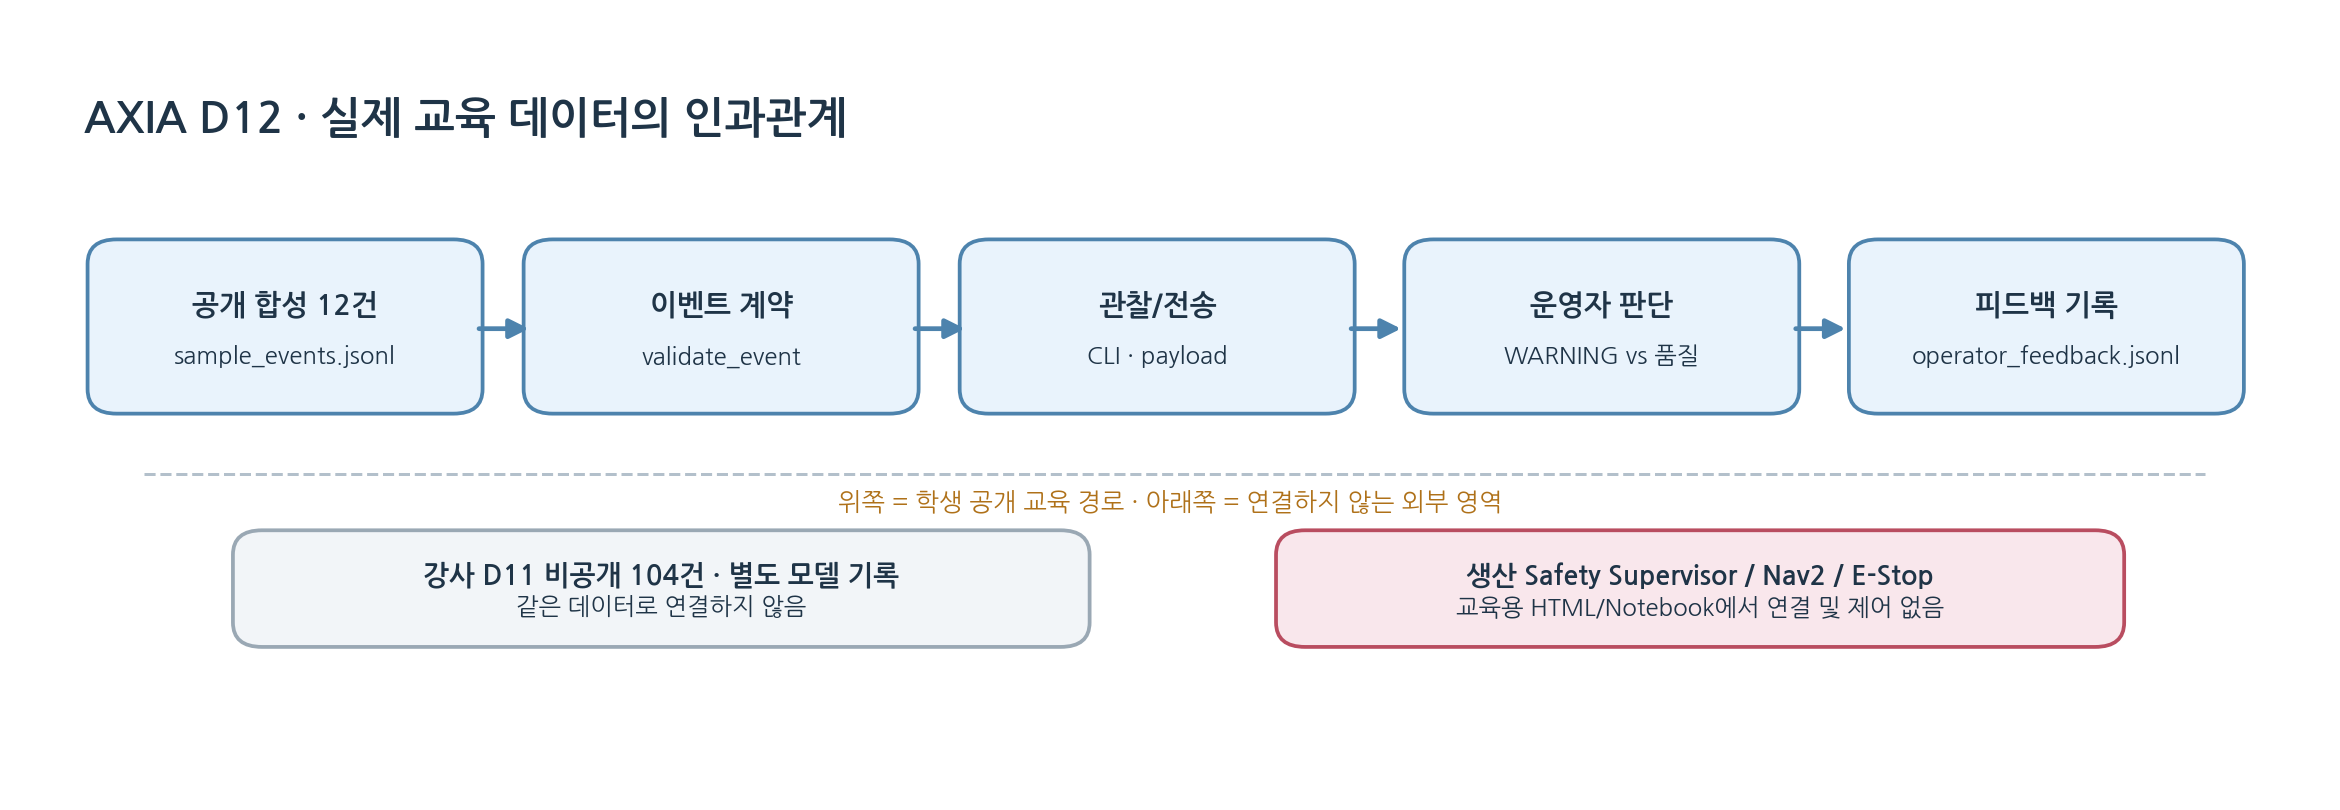 AXIA D12 · 실제 교육 데이터의 인과관계
공개 합성 12건
sample_events.jsonl
이벤트 계약
validate_event
관찰/전송
CLI · payload
운영자 판단
WARNING vs 품질
피드백 기록
operator_feedback.jsonl
위쪽 = 학생 공개 교육 경로 · 아래쪽 = 연결하지 않는 외부 영역
강사 D11 비공개 104건 · 별도 모델 기록
같은 데이터로 연결하지 않음
생산 Safety Supervisor / Nav2 / E-Stop
교육용 HTML/Notebook에서 연결 및 제어 없음